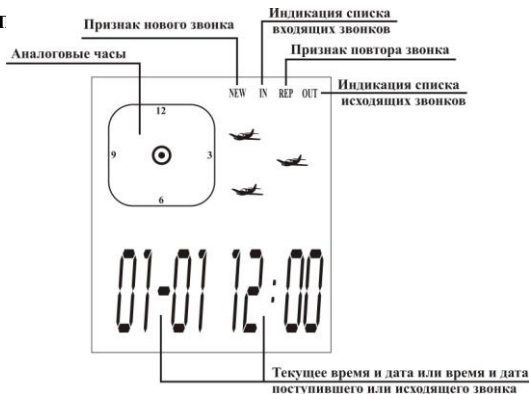 Индикация списка
входящих звонков
Признак нового звонка
Признак повтора звонка
Аналоговые часы
Индикация списка
исходящих звонков
NEW IN REP OUT
12
9 3
6
01-01 12:00
Текущее время и дата или время и дата
поступившего или исходящего звонка